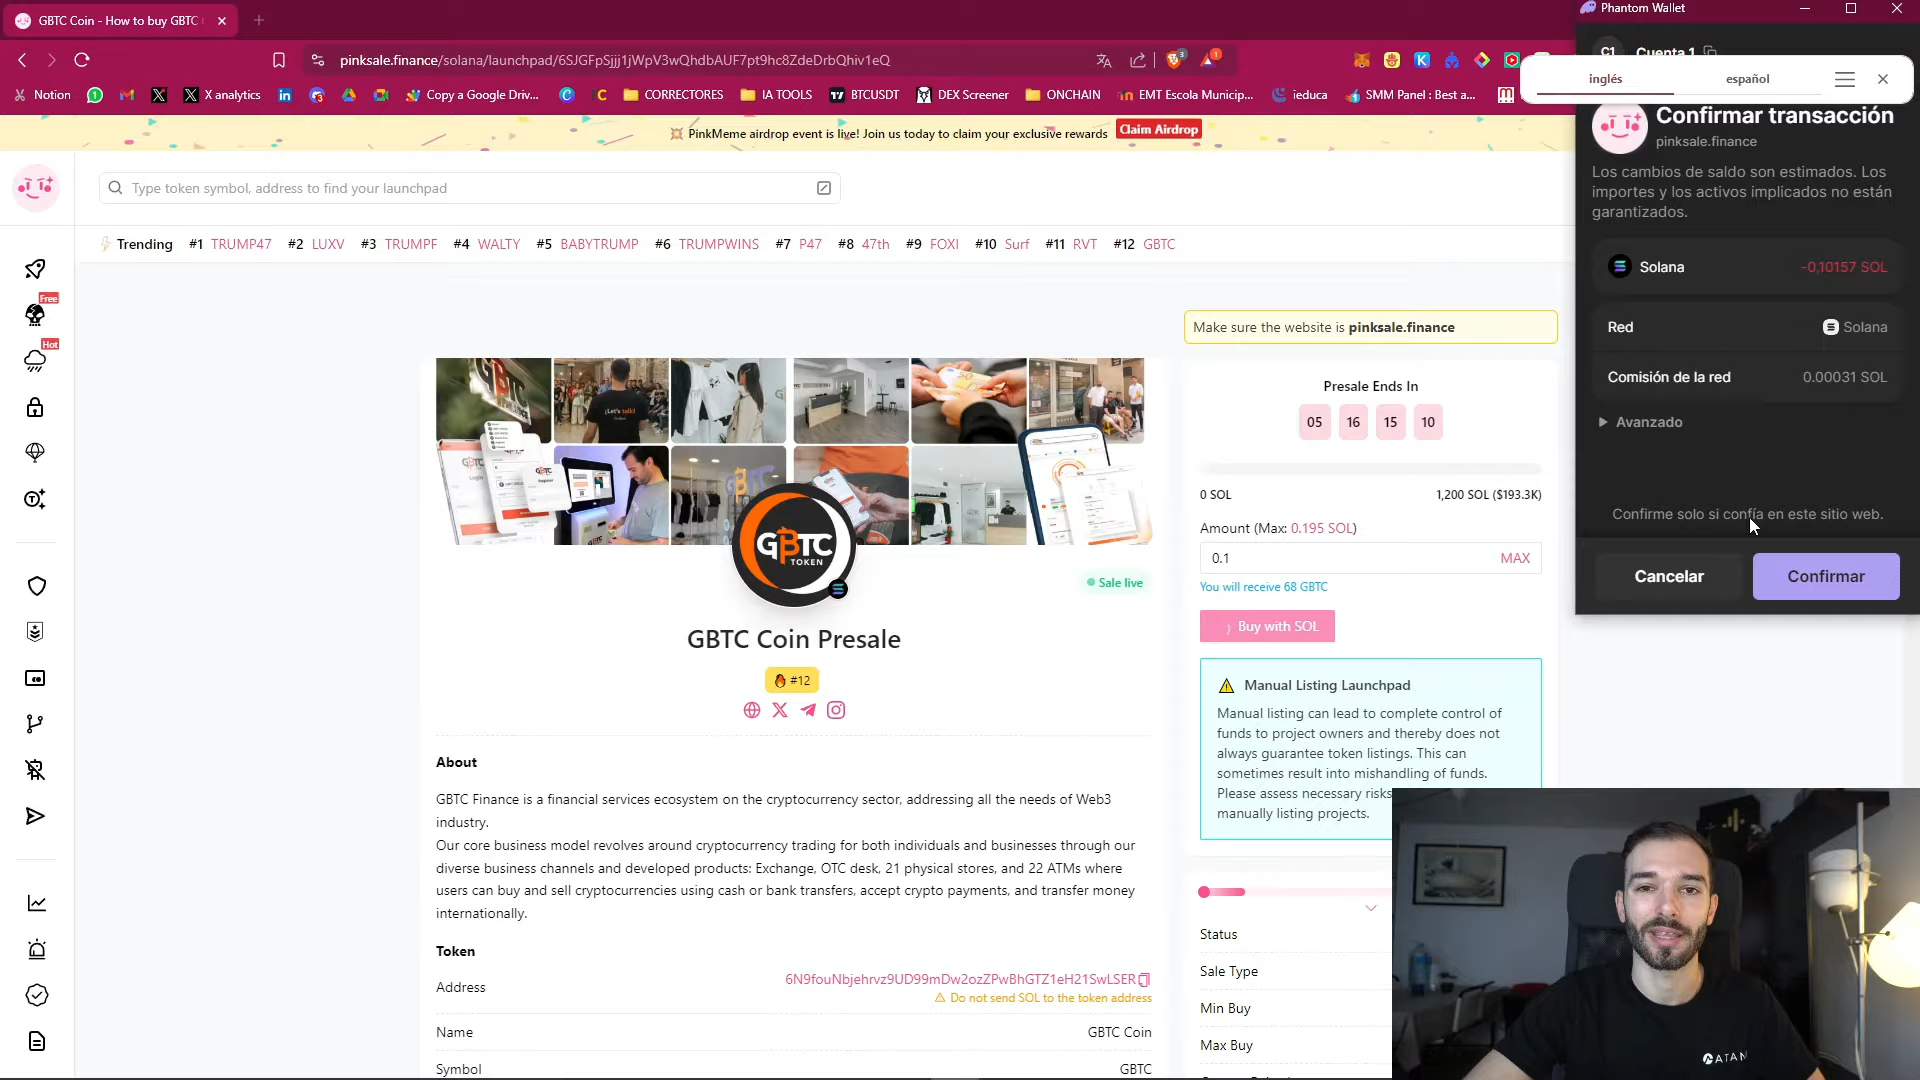 GBTC Coin - How to buy GBTC
Phantom Wallet
pinksale.finance/solana/launchpad/6SJGFpSjjj1jWpV3wQhdbAUF7pt9hc8ZdeDrbQhiv1eQ
3
1
C1 Cuenta 1
inglés español
Notion
X analytics
Copy a Google Driv...
CORRECTORES
IA TOOLS
BTCUSDT
DEX Screener
ONCHAIN
EMT Escola Municip...
ieduca
SMM Panel : Best a...
PinkMeme airdrop event is live! Join us today to claim your exclusive rewards Claim Airdrop
Confirmar transacción
pinksale.finance
Los cambios de saldo son estimados. Los
importes y los activos implicados no están
garantizados.
Type token symbol, address to find your launchpad
Trending #1 TRUMP47 #2 LUXV #3 TRUMPF #4 WALTY #5 BABYTRUMP #6 TRUMPWINS #7 P47 #8 47th #9 FOXI #10 Surf #11 RVT #12 GBTC
Solana -0,10157 SOL
Red Solana
Comisión de la red 0.00031 SOL
Avanzado
Confirme solo si confía en este sitio web.
Cancelar Confirmar
Free
Hot
Make sure the website is pinksale.finance
Presale Ends In
05 16 15 10
0 SOL 1,200 SOL ($193.3K)
Amount (Max: 0.195 SOL)
0.1 MAX
You will receive 68 GBTC
Buy with SOL
Manual Listing Launchpad
Manual listing can lead to complete control of
funds to project owners and thereby does not
always guarantee token listings. This can
sometimes result into mishandling of funds.
Please assess necessary risks
manually listing projects.
Status
Sale Type
Min Buy
Max Buy
¡Let's talk!
GBTC
TOKEN
Sale live
GBTC Coin Presale
#12
About
GBTC Finance is a financial services ecosystem on the cryptocurrency sector, addressing all the needs of Web3
industry.
Our core business model revolves around cryptocurrency trading for both individuals and businesses through our
diverse business channels and developed products: Exchange, OTC desk, 21 physical stores, and 22 ATMs where
users can buy and sell cryptocurrencies using cash or bank transfers, accept crypto payments, and transfer money
internationally.
Token
Address 6N9fouNbjehrvz9UD99mDw2ozZPwBhGTZ1eH21SwLSER
Do not send SOL to the token address
Name GBTC Coin
Symbol GBTC
ATANI